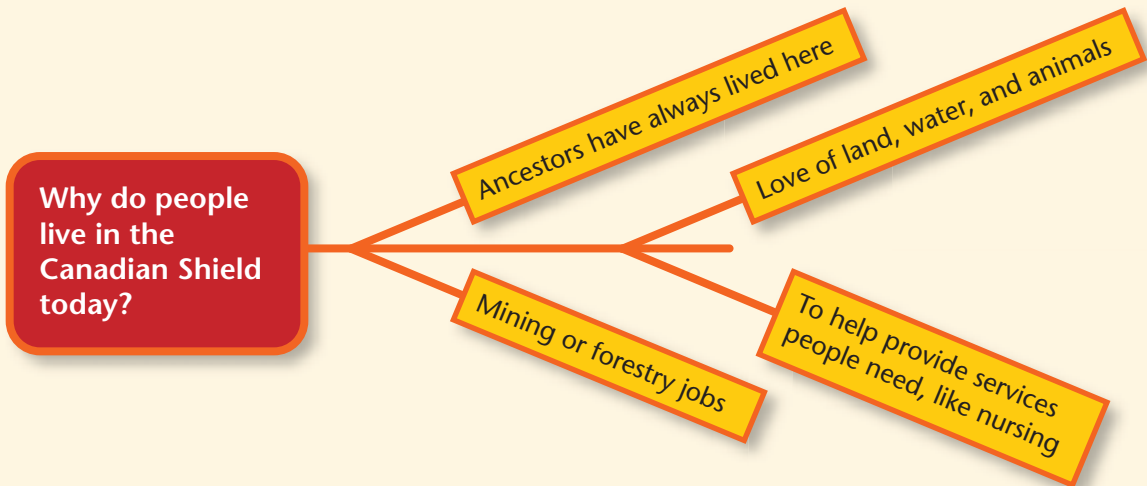 Why do people
live in the
Canadian Shield
today?
Ancestors have always lived here
Love of land, water, and animals
Mining or forestry jobs
To help provide services
people need, like nursing